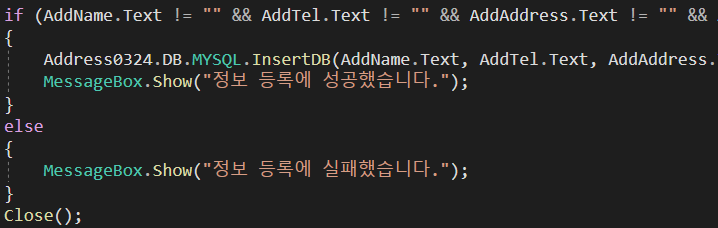 if (AddName.Text != "" && AddTel.Text != "" && AddAddress.Text != "" &&
{
Address0324.DB.MYSQL.InsertDB(AddName.Text, AddTel.Text, AddAddress.
MessageBox.Show("정보 등록에 성공했습니다.");
}
else
{
MessageBox.Show("정보 등록에 실패했습니다.");
}
Close();